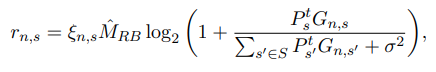 $r_{n,s} = \xi_{n,s} \hat{M}_{RB} \log_2 \left( 1 + \frac{P_s^t G_{n,s}}{\sum_{s' \in S} P_{s'}^t G_{n,s'} + \sigma^2} \right),$